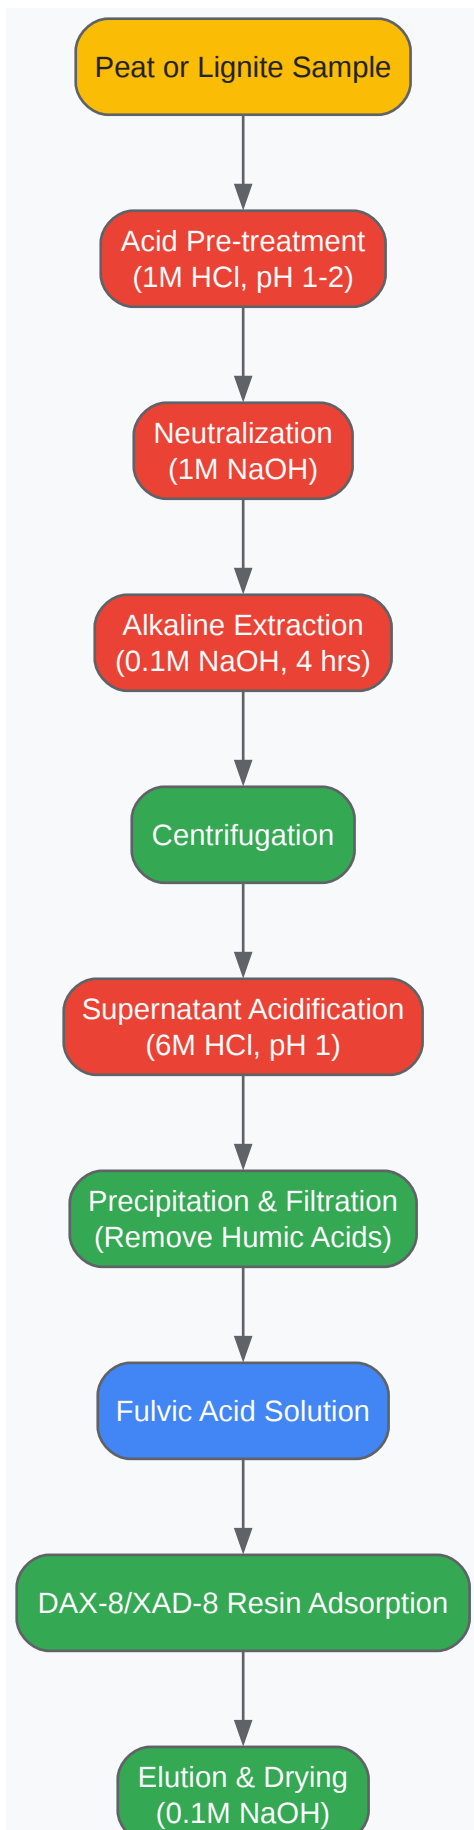 Peat or Lignite Sample
Acid Pre-treatment
(1M HCl, pH 1-2)
Neutralization
(1M NaOH)
Alkaline Extraction
(0.1M NaOH, 4 hrs)
Centrifugation
Supernatant Acidification
(6M HCl, pH 1)
Precipitation & Filtration
(Remove Humic Acids)
Fulvic Acid Solution
DAX-8/XAD-8 Resin Adsorption
Elution & Drying
(0.1M NaOH)